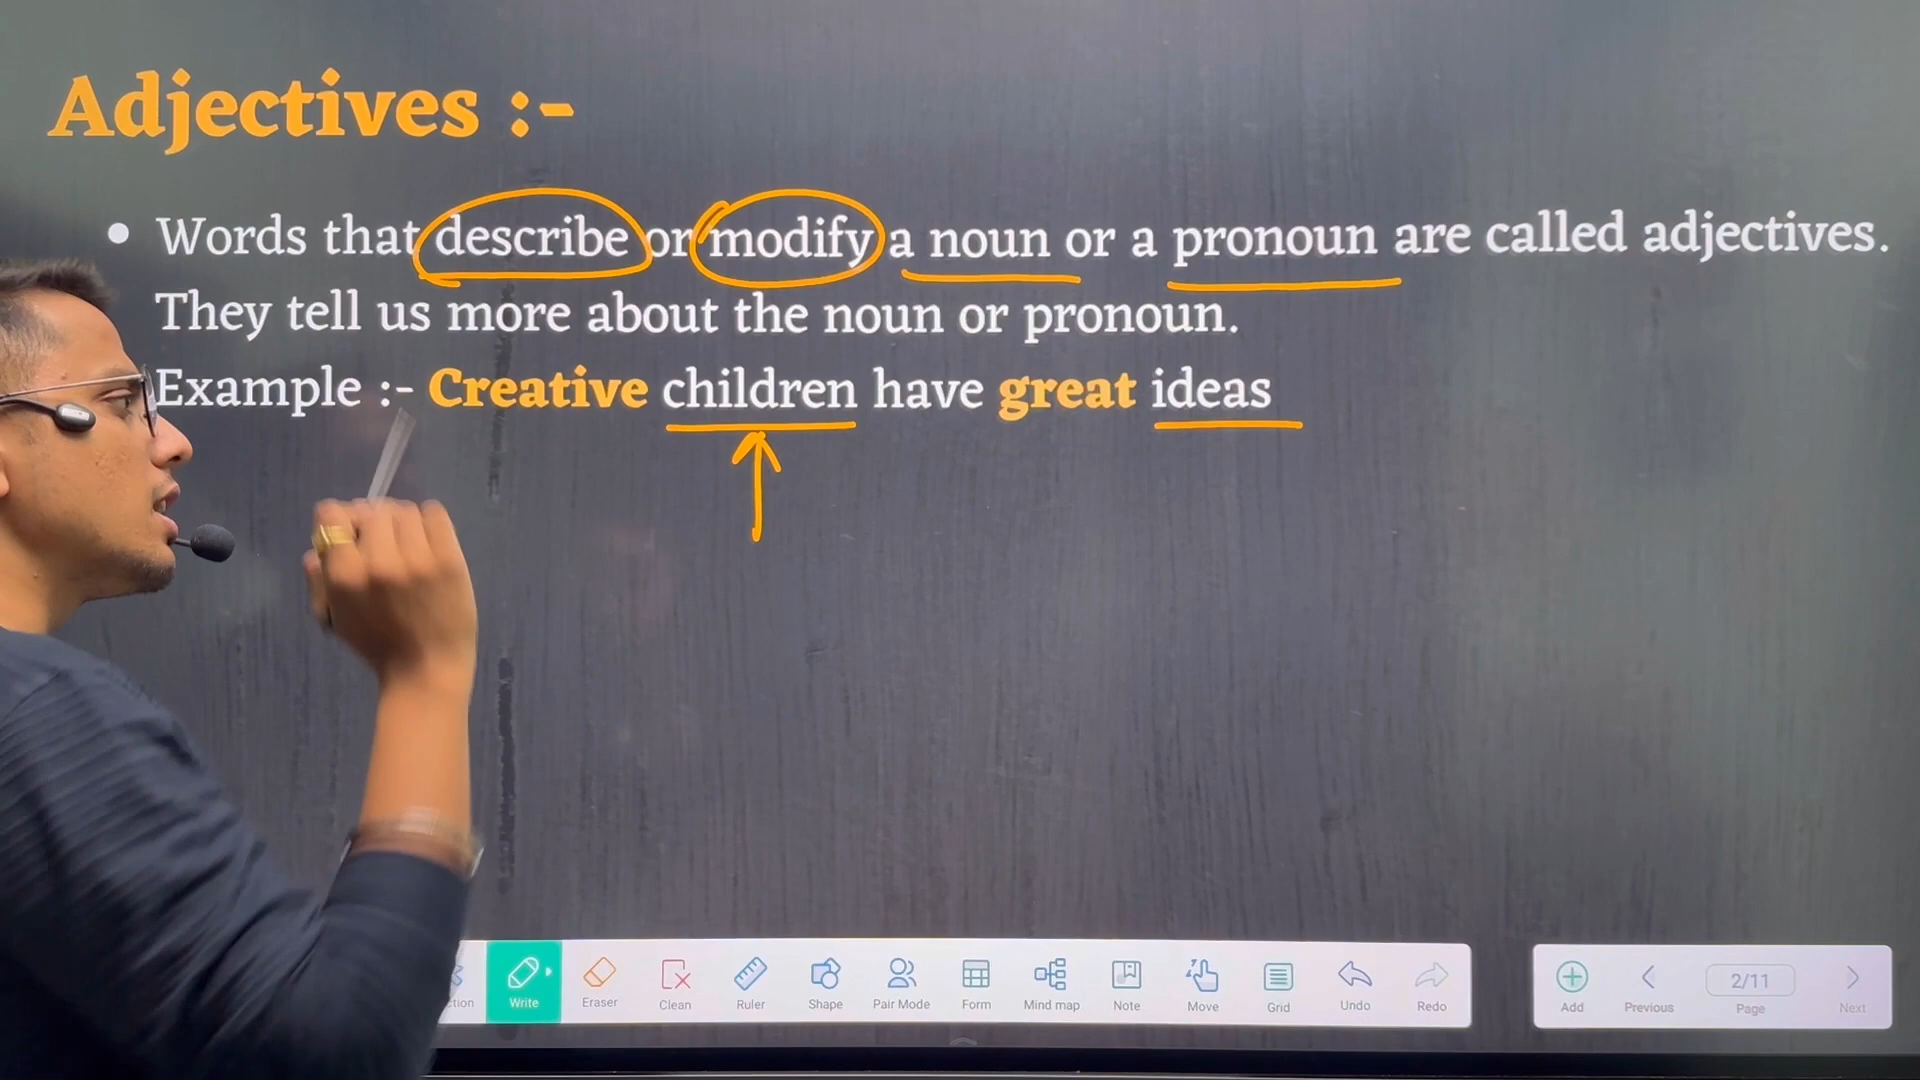 Adjectives :-
• Words that describe or modify a noun or a pronoun are called adjectives.
They tell us more about the noun or pronoun.
Example :- Creative children have great ideas
Write
Eraser
Clean
Ruler
Shape
Pair Mode
Form
Mind map
Note
Move
Grid
Undo
Redo
Add
Previous
2/11
Page
Next